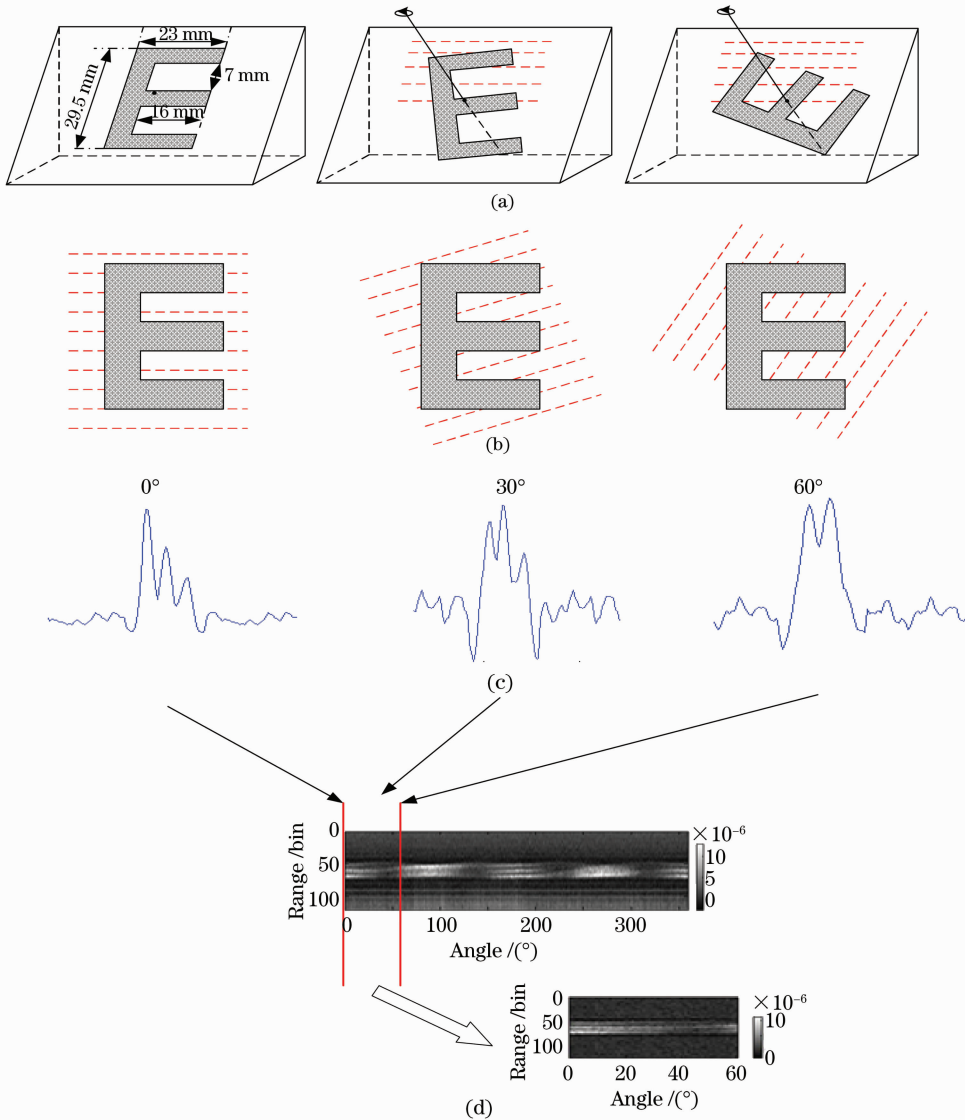 23 mm
7 mm
29.5 mm
16 mm
(a)
(b)
0° 30° 60°
(c)
× 10⁻⁶
0
50
100
Range /bin
10
5
0
0 100 200 300
Angle /(°)
× 10⁻⁶
0
50
100
Range /bin
10
0
0 20 40 60
Angle /(°)
(d)